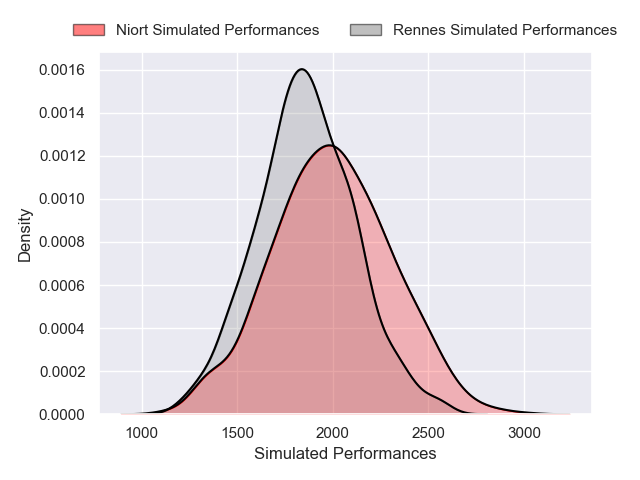 Niort Simulated Performances Rennes Simulated Performances
0.0016
0.0014
0.0012
0.0010
0.0008
0.0006
0.0004
0.0002
0.0000
Density
1000 1500 2000 2500 3000
Simulated Performances